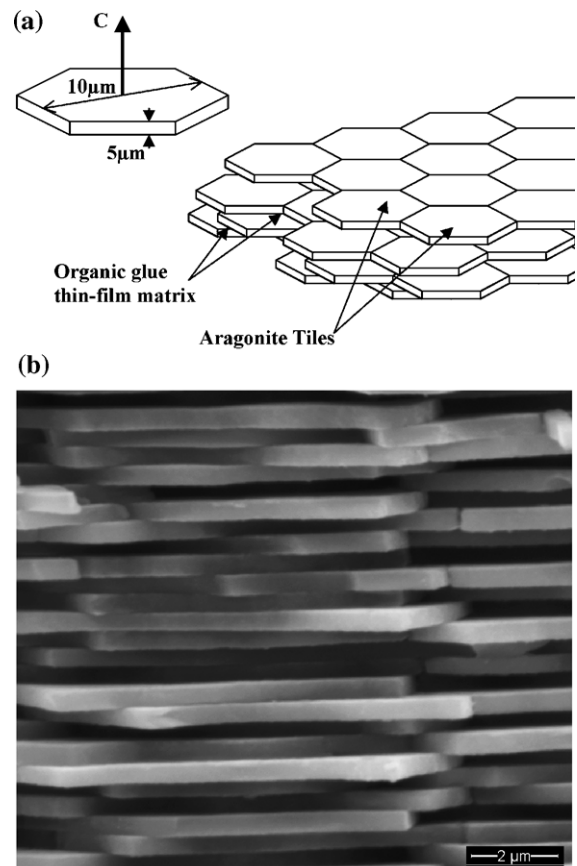 (a)
C
10μm
5μm
Organic glue
thin-film matrix
Aragonite Tiles
(b)
2 μm